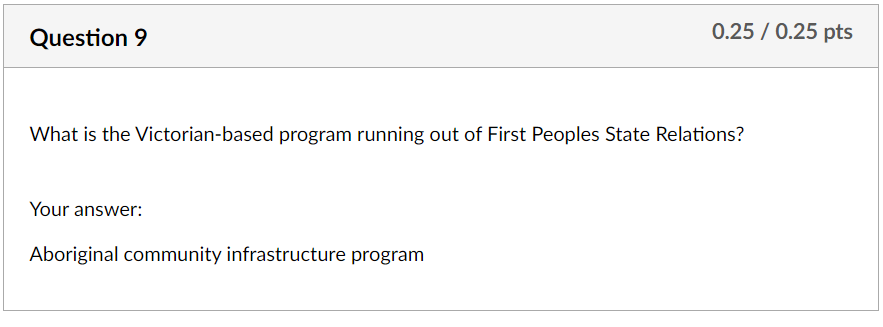 Question 9
0.25 / 0.25 pts
What is the Victorian-based program running out of First Peoples State Relations?
Your answer:
Aboriginal community infrastructure program